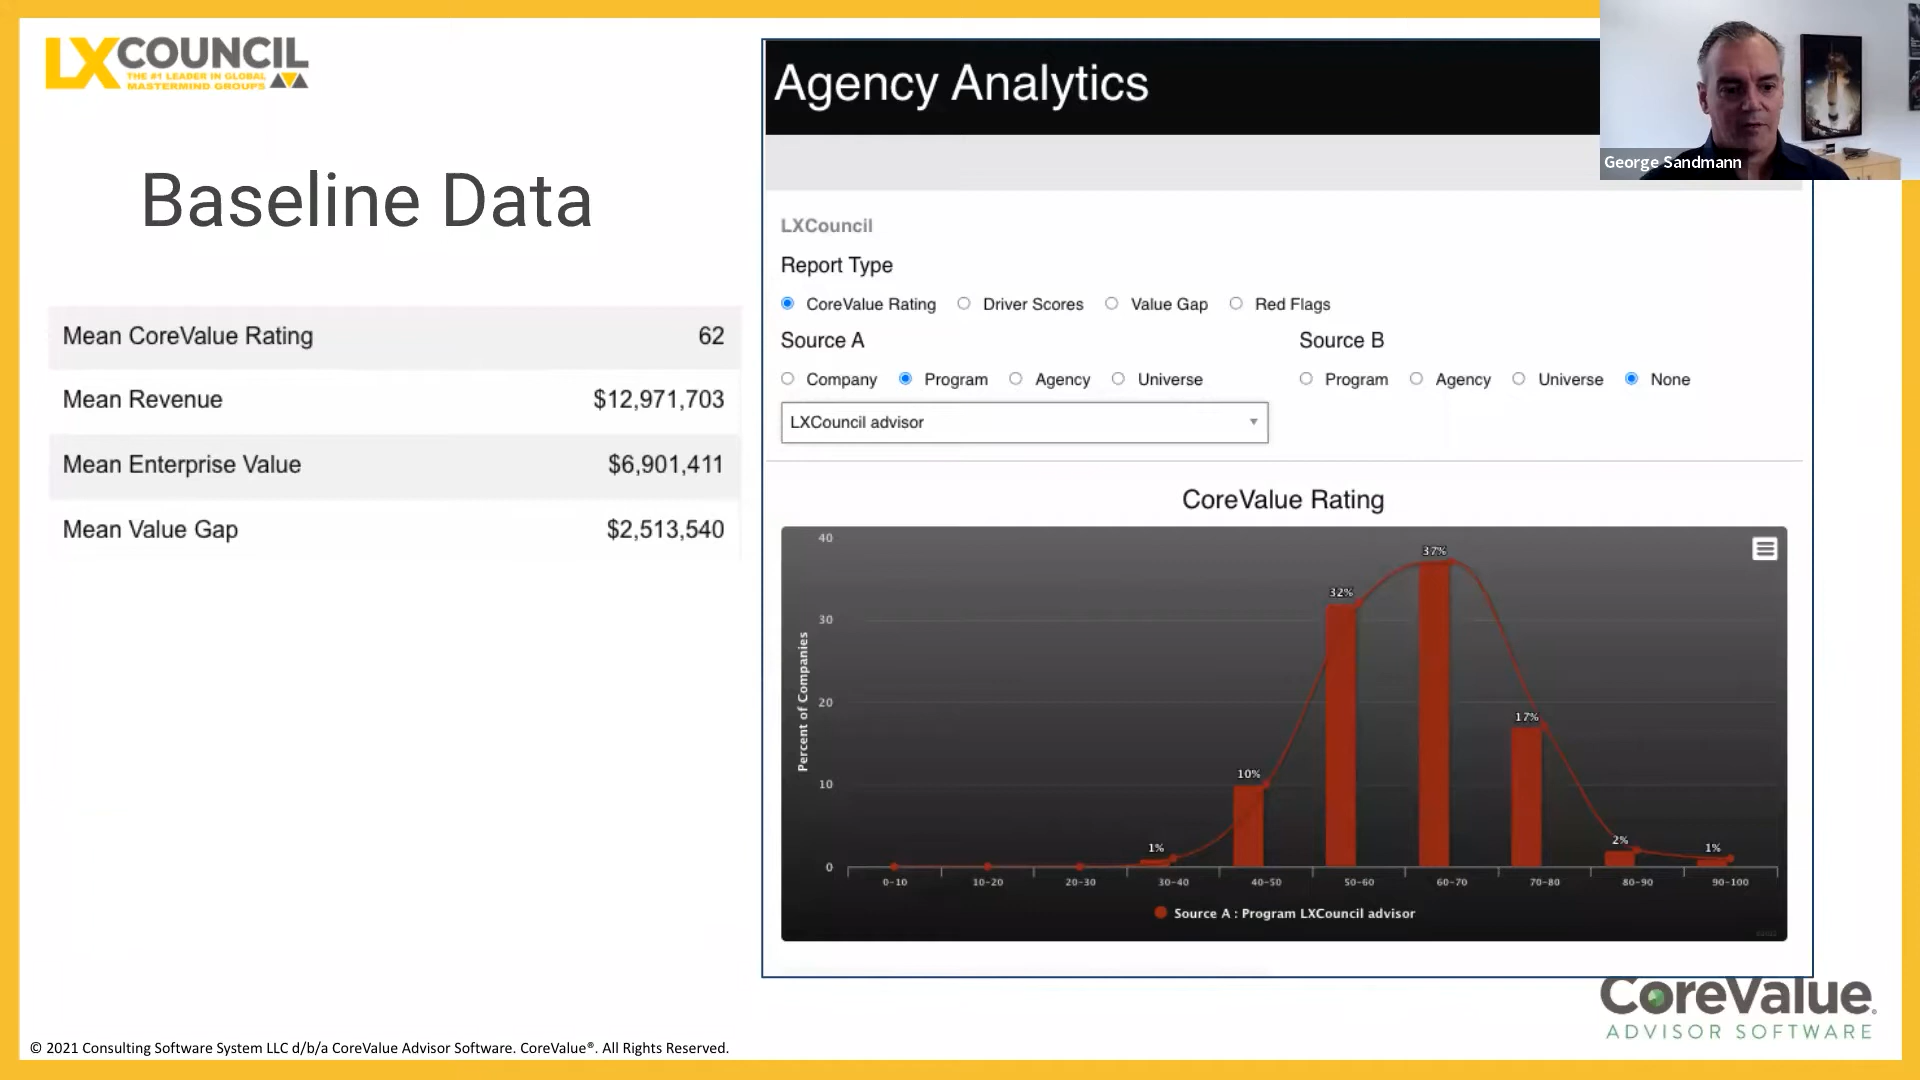 LXCOUNCIL
THE #1 LEADER IN GLOBAL
MASTERMIND GROUPS
Baseline Data
Mean CoreValue Rating 62
Mean Revenue $12,971,703
Mean Enterprise Value $6,901,411
Mean Value Gap $2,513,540
Agency Analytics
George Sandmann
LXCouncil
Report Type
CoreValue Rating Driver Scores Value Gap Red Flags
Source A Source B
Company Program Agency Universe Program Agency Universe None
LXCouncil advisor
CoreValue Rating
Percent of Companies
40
30
20
10
0
1% 10% 32% 37% 17% 2% 1%
0-10 10-20 20-30 30-40 40-50 50-60 60-70 70-80 80-90 90-100
Source A : Program LXCouncil advisor
CoreValue®
ADVISOR SOFTWARE
© 2021 Consulting Software System LLC d/b/a CoreValue Advisor Software. CoreValue®. All Rights Reserved.